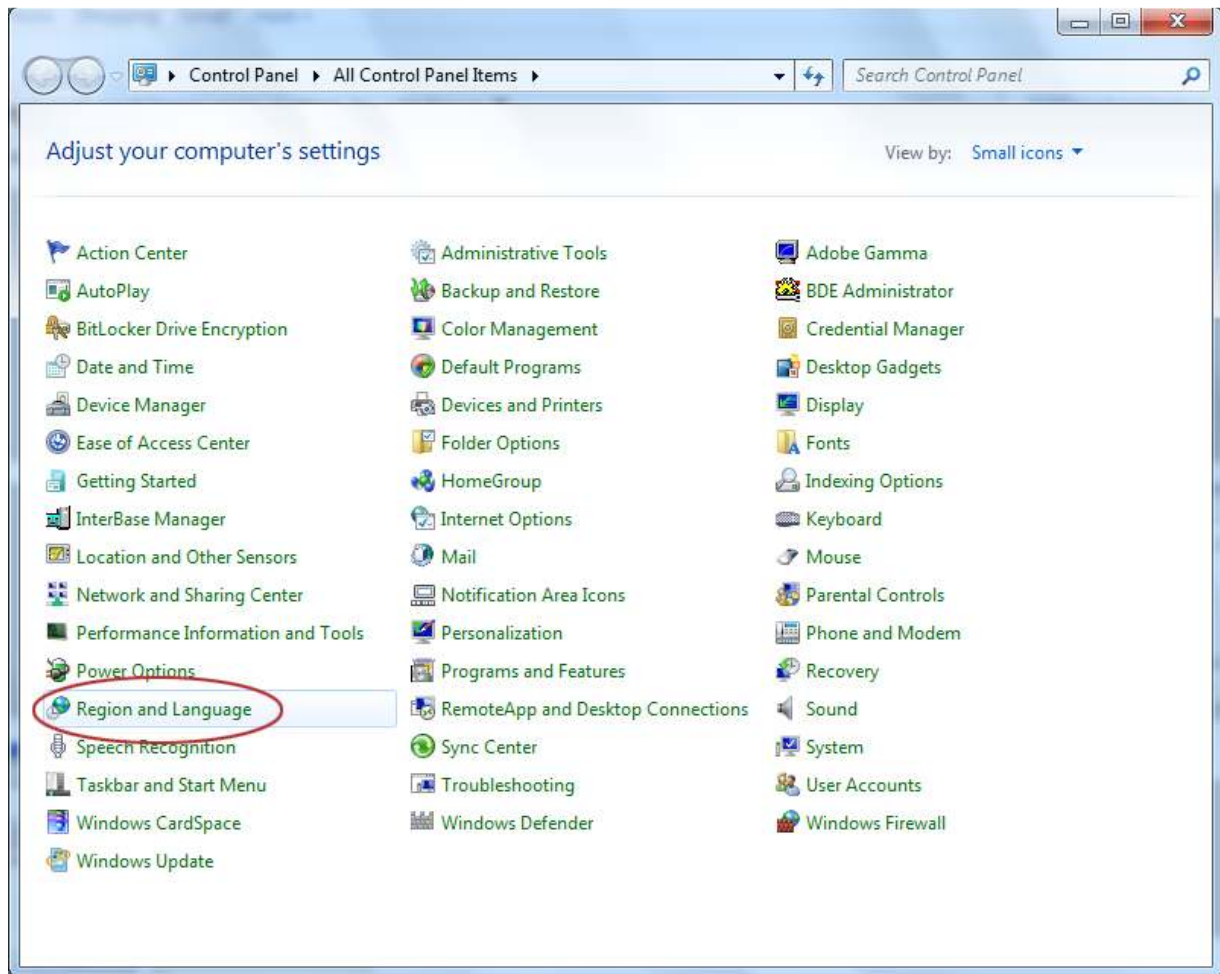 Control Panel All Control Panel Items Search Control Panel
Adjust your computer's settings View by: Small icons
Action Center Administrative Tools Adobe Gamma
AutoPlay Backup and Restore BDE Administrator
BitLocker Drive Encryption Color Management Credential Manager
Date and Time Default Programs Desktop Gadgets
Device Manager Devices and Printers Display
Ease of Access Center Folder Options Fonts
Getting Started HomeGroup Indexing Options
InterBase Manager Internet Options Keyboard
Location and Other Sensors Mail Mouse
Network and Sharing Center Notification Area Icons Parental Controls
Performance Information and Tools Personalization Phone and Modem
Power Options Programs and Features Recovery
Region and Language RemoteApp and Desktop Connections Sound
Speech Recognition Sync Center System
Taskbar and Start Menu Troubleshooting User Accounts
Windows CardSpace Windows Defender Windows Firewall
Windows Update